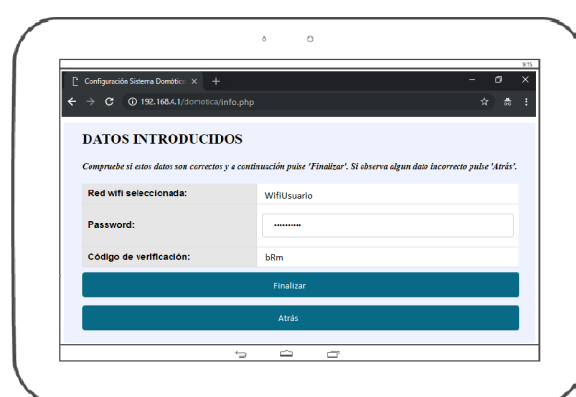 9:15
Configuración Sistema Domótic
192.168.4.1/domotica/info.php
DATOS INTRODUCIDOS
Compruebe si estos datos son correctos y a continuación pulse 'Finalizar'. Si observa algun dato incorrecto pulse 'Atrás'.
Red wifi seleccionada: WifiUsuario
Password: ••••••••••
Código de verificación: bRm
Finalizar
Atrás